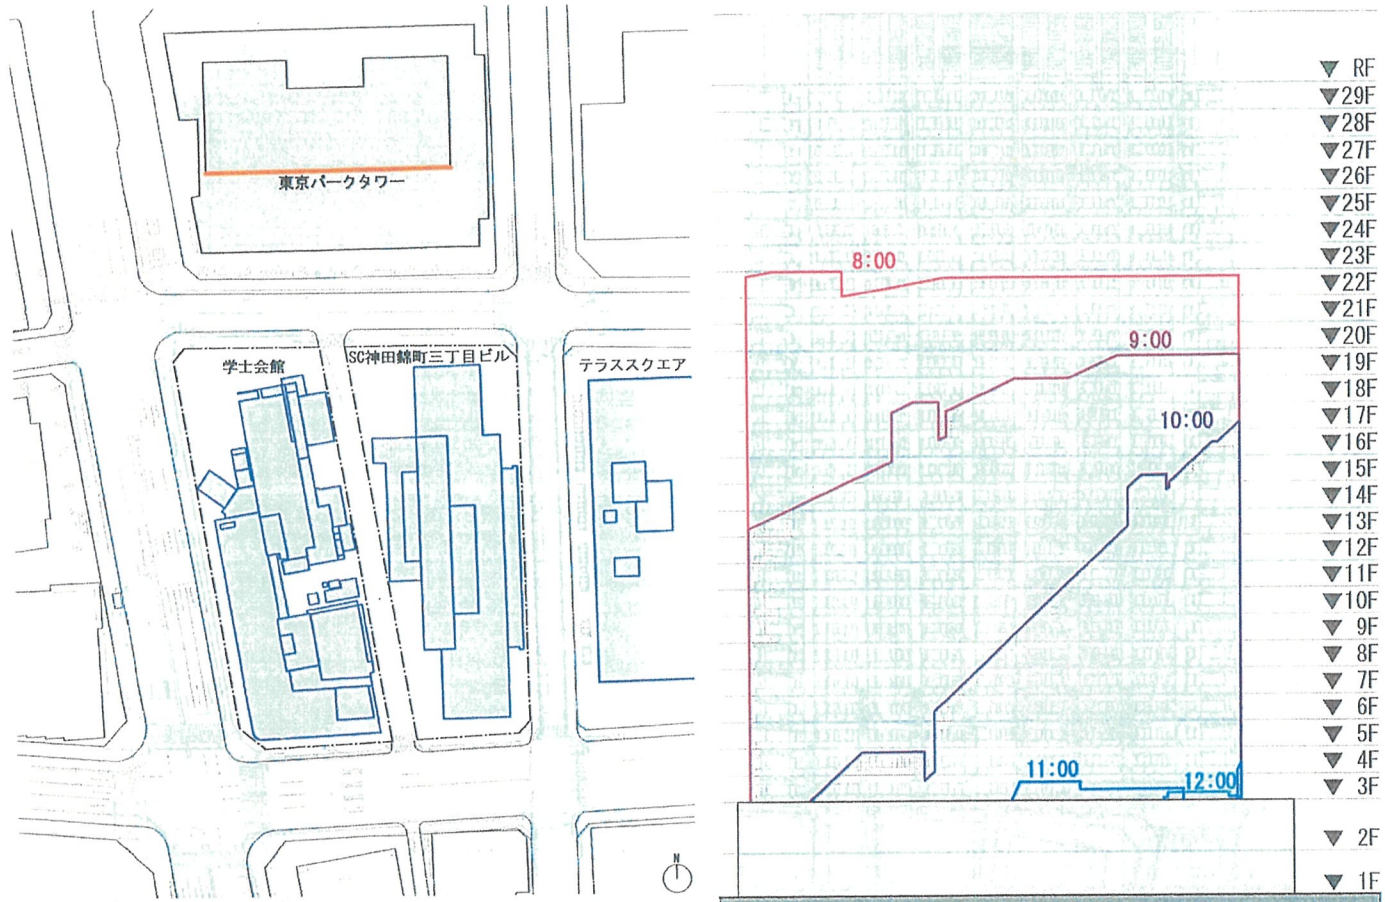 東京パークタワー
学士会館
SC神田錦町三丁目ビル
テラススクエア
N
8:00
9:00
10:00
11:00
12:00
▼ RF
▼29F
▼28F
▼27F
▼26F
▼25F
▼24F
▼23F
▼22F
▼21F
▼20F
▼19F
▼18F
▼17F
▼16F
▼15F
▼14F
▼13F
▼12F
▼11F
▼10F
▼ 9F
▼ 8F
▼ 7F
▼ 6F
▼ 5F
▼ 4F
▼ 3F
▼ 2F
▼ 1F